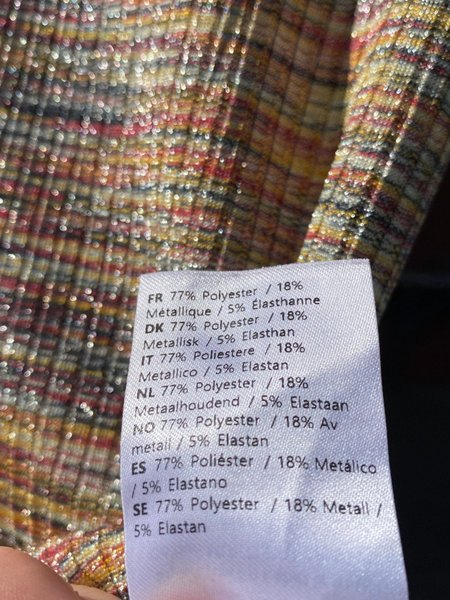 FR 77% Polyester / 18%
Métallique / 5% Élasthanne
DK 77% Polyester / 18%
Metallisk / 5% Elasthan
IT 77% Poliestere / 18%
Metallico / 5% Elastan
NL 77% Polyester / 18%
Metaalhoudend / 5% Elastaan
NO 77% Polyester / 18% Av
metall / 5% Elastan
ES 77% Poliéster / 18% Metálico
/ 5% Elastano
SE 77% Polyester / 18% Metall /
5% Elastan